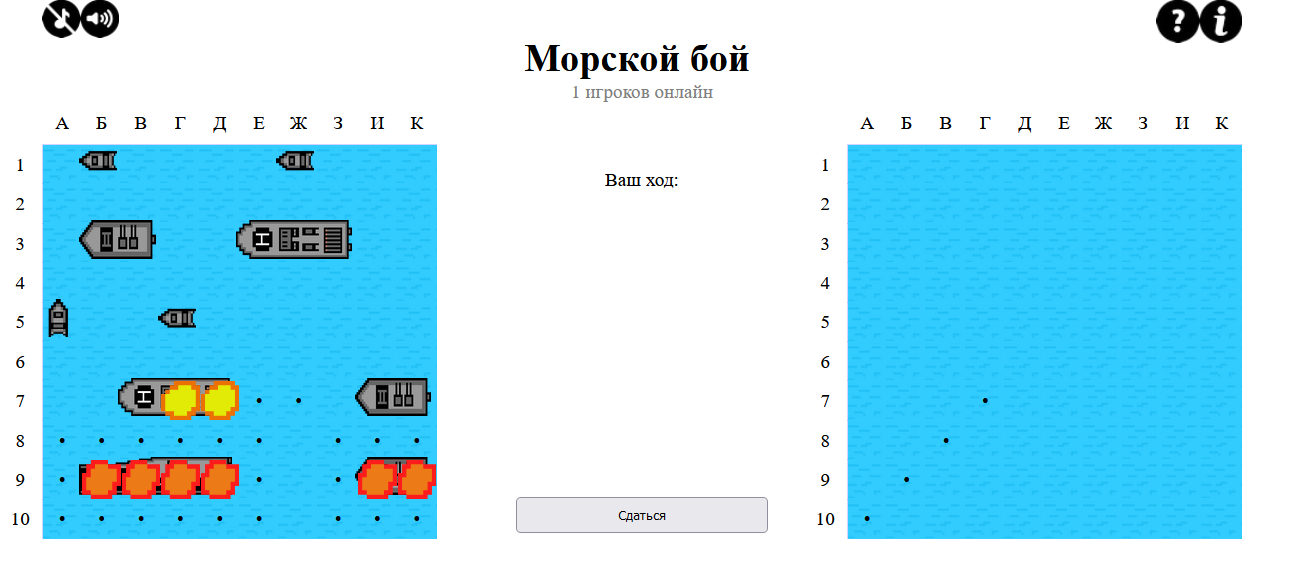 ? i
Морской бой
1 игроков онлайн
А Б В Г Д Е Ж З И К
А Б В Г Д Е Ж З И К
1
2
3
4
5
6
7
8
9
10
Ваш ход:
Сдаться
1
2
3
4
5
6
7
8
9
10